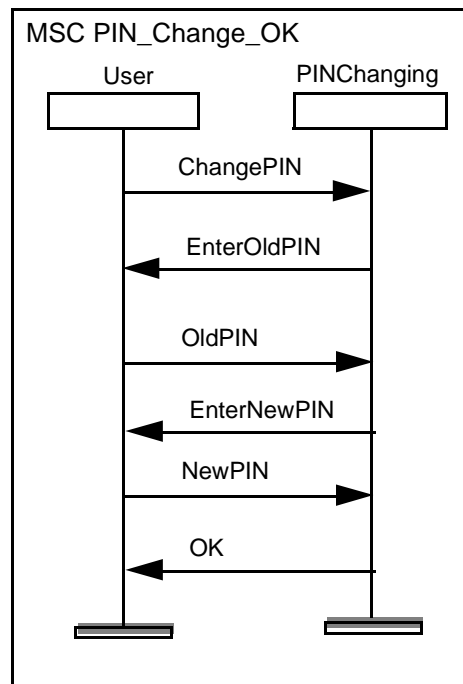 MSC PIN_Change_OK
User
PINChanging
ChangePIN
EnterOldPIN
OldPIN
EnterNewPIN
NewPIN
OK